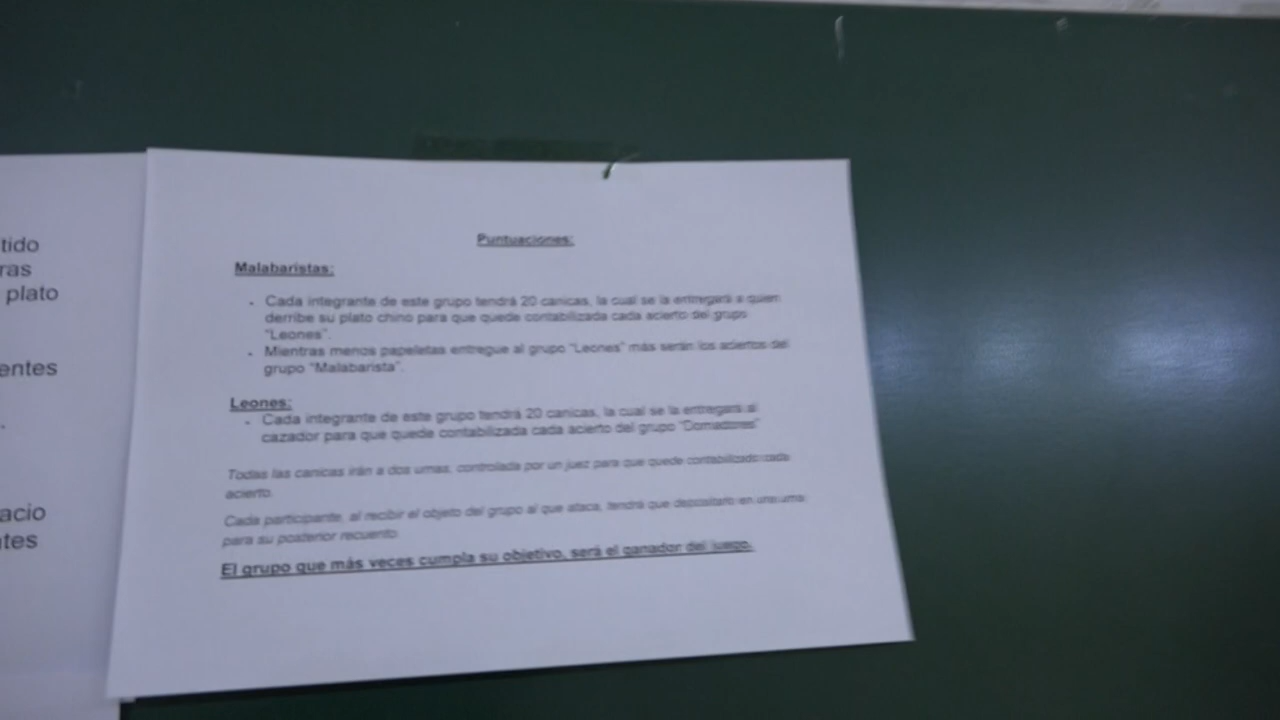 tido
ras
plato
entes
.
acio
ntes
Puntuaciones:
Malabaristas:
Cada integrante de este grupo tendrá 20 canicas, la cual se la entregará a quien
derribe su plato chino para que quede contabilizada cada acierto del grupo
"Leones".
Mientras menos papeletas entregue al grupo "Leones" más serán los aciertos del
grupo "Malabarista".
Leones:
Cada integrante de este grupo tendrá 20 canicas, la cual se la entregará al
cazador para que quede contabilizada cada acierto del grupo "Domadores"
Todas las canicas irán a dos urnas, controlada por un juez para que quede contabilizado cada
acierto.
Cada participante, al recibir el objeto del grupo al que ataca, tendrá que depositarlo en una urna
para su posterior recuento.
El grupo que más veces cumpla su objetivo, será el ganador del juego.